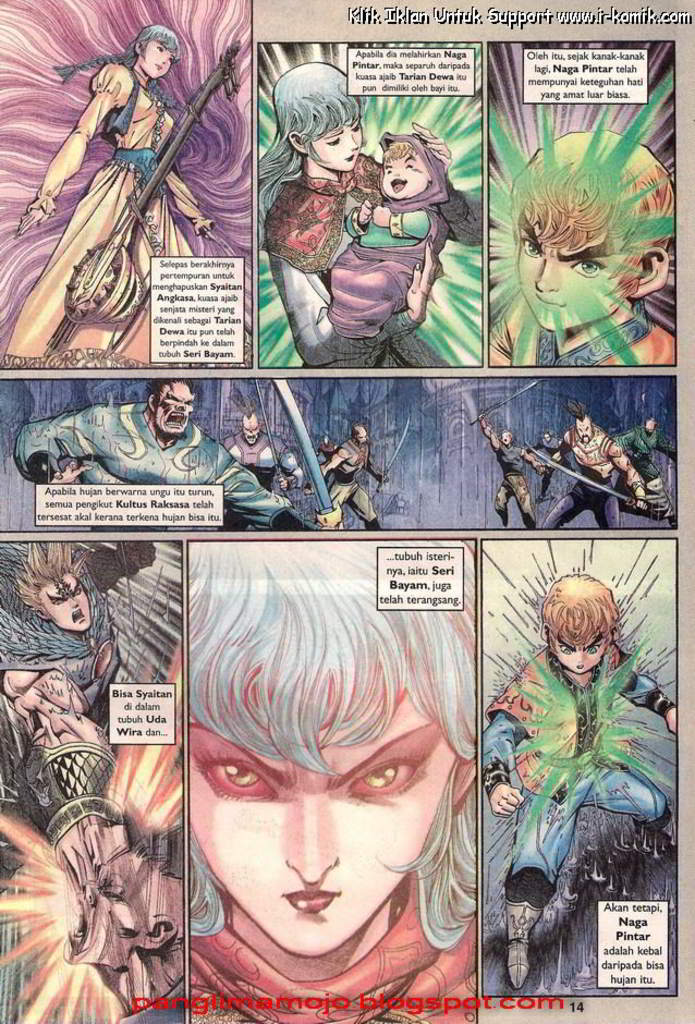 Klik Iklan Untuk Support www.i-komik.com
Selepas berakhirnya
pertempuran untuk
menghapuskan Syaitan
Angkasa, kuasa ajaib
senjata misteri yang
dikenali sebagai Tarian
Dewa itu pun telah
berpindah ke dalam
tubuh Seri Bayam.
Apabila dia melahirkan Naga
Pintar, maka separuh daripada
kuasa ajaib Tarian Dewa itu
pun dimiliki oleh bayi itu.
Oleh itu, sejak kanak-kanak
lagi, Naga Pintar telah
mempunyai keteguhan hati
yang amat luar biasa.
Apabila hujan berwarna ungu itu turun,
semua pengikut Kultus Raksasa telah
tersesat akal kerana terkena hujan bisa itu.
Bisa Syaitan
di dalam
tubuh Uda
Wira dan...
...tubuh isteri-
nya, iaitu Seri
Bayam, juga
telah terangsang.
Akan tetapi,
Naga
Pintar
adalah kebal
daripada bisa
hujan itu.
panglimamojo.blogspot.com
14